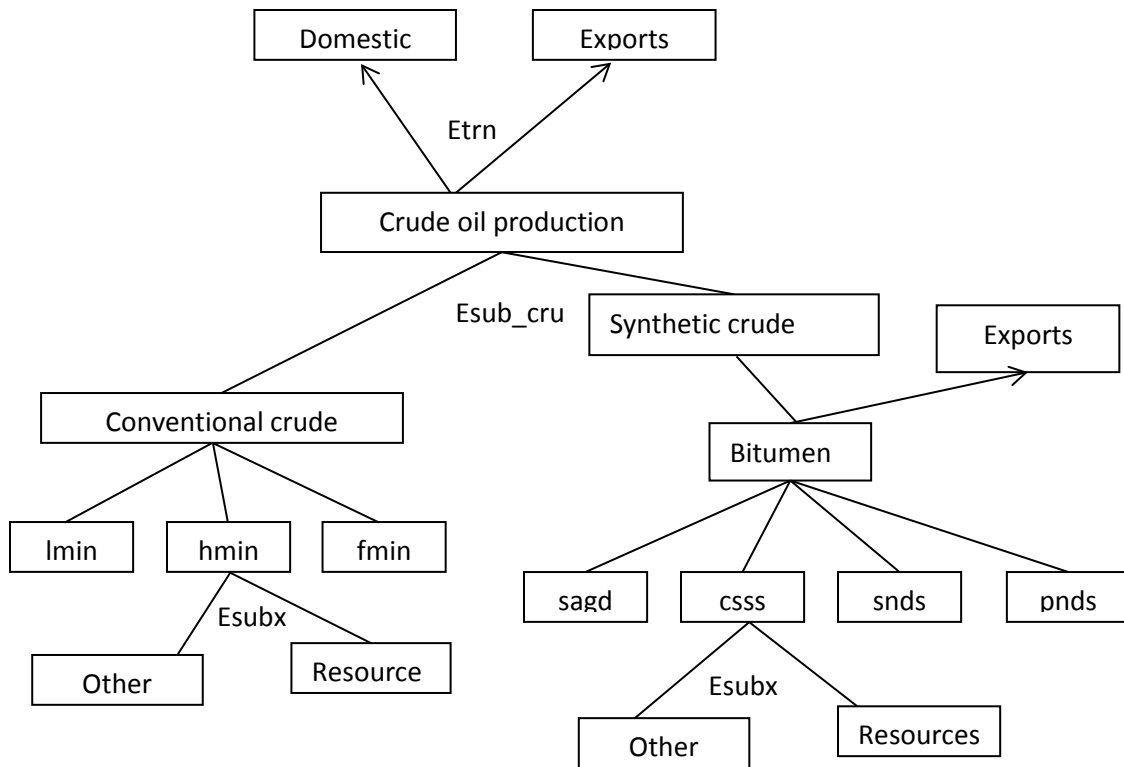 Domestic
Exports
Etrn
Crude oil production
Esub_cru
Synthetic crude
Exports
Conventional crude
Bitumen
lmin
hmin
fmin
sagd
csss
snds
pnds
Esubx
Other
Resource
Esubx
Other
Resources